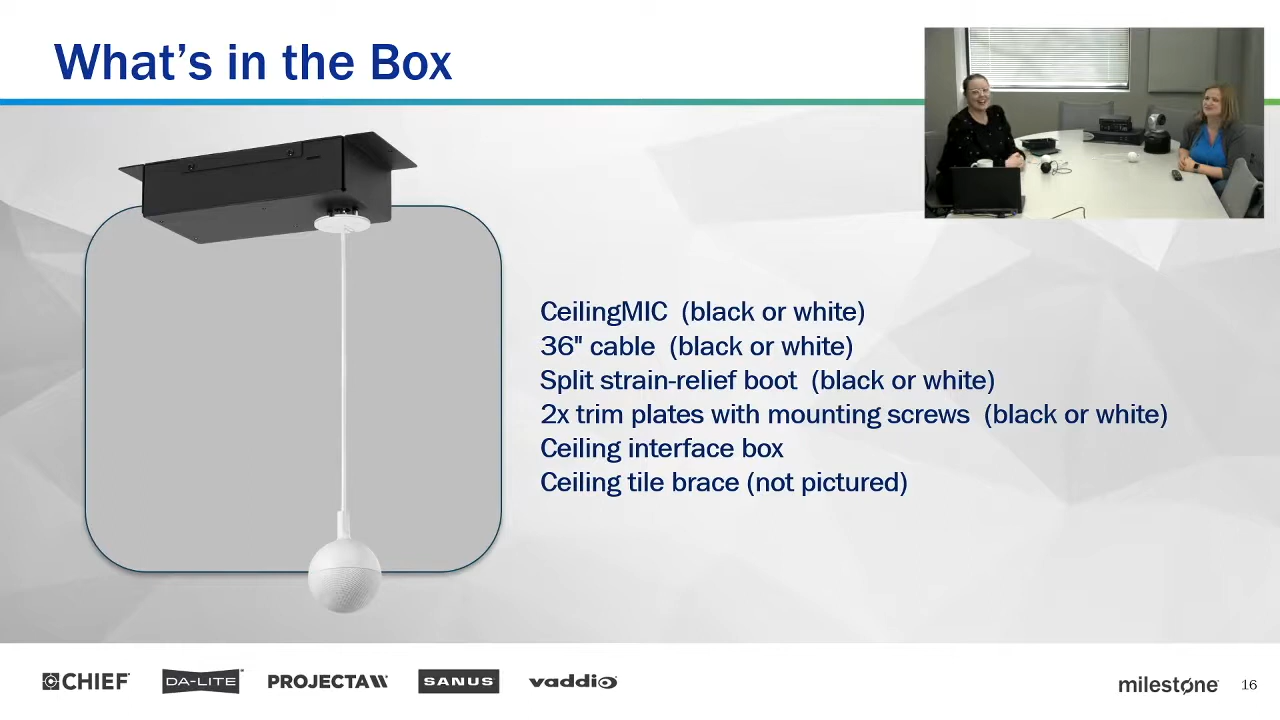 What's in the Box
CeilingMIC (black or white)
36" cable (black or white)
Split strain-relief boot (black or white)
2x trim plates with mounting screws (black or white)
Ceiling interface box
Ceiling tile brace (not pictured)
CHIEF DA-LITE PROJECTA SANUS vaddio milestone 16